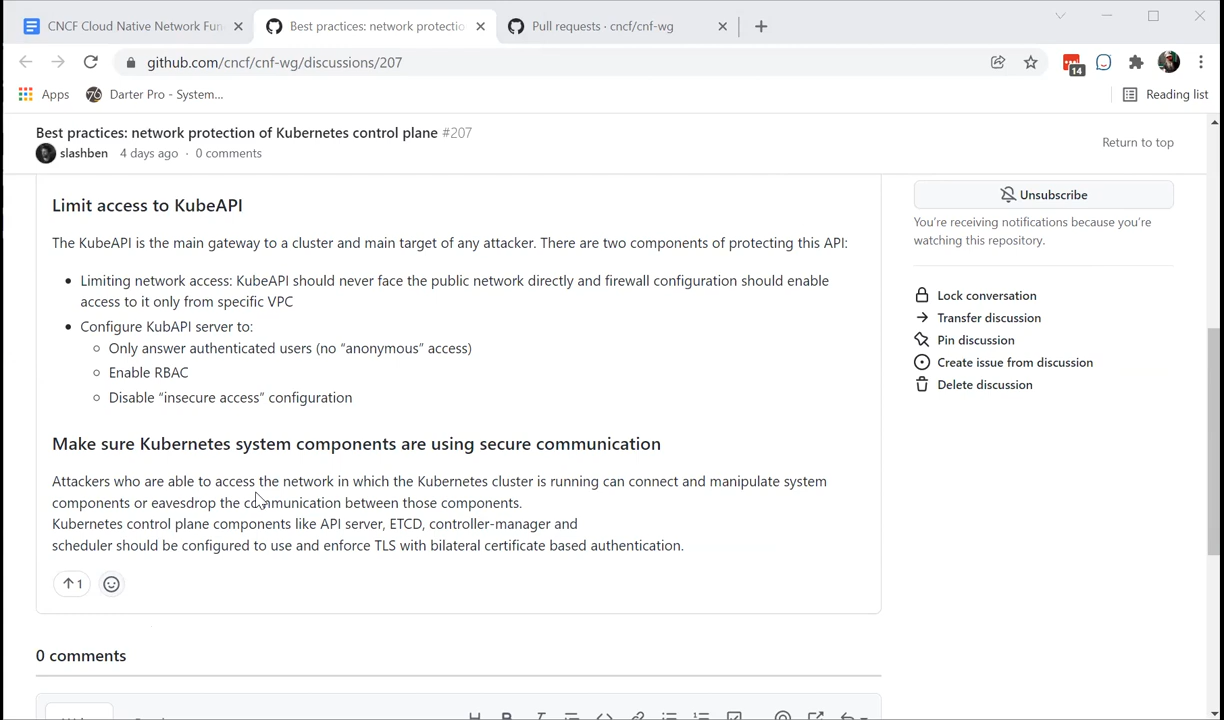 CNCF Cloud Native Network Fun
Best practices: network protectio
Pull requests · cncf/cnf-wg
github.com/cncf/cnf-wg/discussions/207
14
Apps
Darter Pro - System...
Reading list
Best practices: network protection of Kubernetes control plane #207
slashben 4 days ago · 0 comments
Return to top
Limit access to KubeAPI
The KubeAPI is the main gateway to a cluster and main target of any attacker. There are two components of protecting this API:
• Limiting network access: KubeAPI should never face the public network directly and firewall configuration should enable
access to it only from specific VPC
• Configure KubAPI server to:
○ Only answer authenticated users (no “anonymous” access)
○ Enable RBAC
○ Disable “insecure access” configuration
Make sure Kubernetes system components are using secure communication
Attackers who are able to access the network in which the Kubernetes cluster is running can connect and manipulate system
components or eavesdrop the communication between those components.
Kubernetes control plane components like API server, ETCD, controller-manager and
scheduler should be configured to use and enforce TLS with bilateral certificate based authentication.
↑ 1
0 comments
Unsubscribe
You’re receiving notifications because you’re
watching this repository.
Lock conversation
Transfer discussion
Pin discussion
Create issue from discussion
Delete discussion